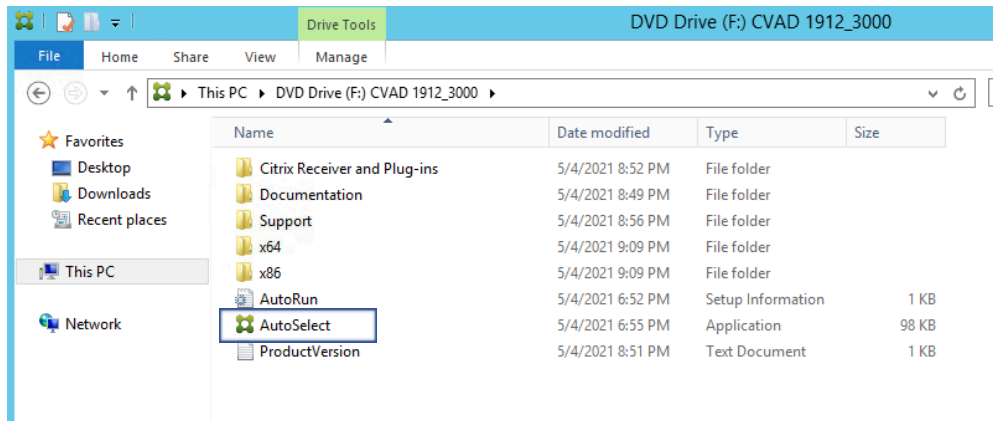 Drive Tools DVD Drive (F:) CVAD 1912_3000
File Home Share View Manage
This PC DVD Drive (F:) CVAD 1912_3000
Name Date modified Type Size
Favorites
Desktop
Downloads
Recent places
This PC
Network
Citrix Receiver and Plug-ins 5/4/2021 8:52 PM File folder
Documentation 5/4/2021 8:49 PM File folder
Support 5/4/2021 8:56 PM File folder
x64 5/4/2021 9:09 PM File folder
x86 5/4/2021 9:09 PM File folder
AutoRun 5/4/2021 6:52 PM Setup Information 1 KB
AutoSelect 5/4/2021 6:55 PM Application 98 KB
ProductVersion 5/4/2021 8:51 PM Text Document 1 KB